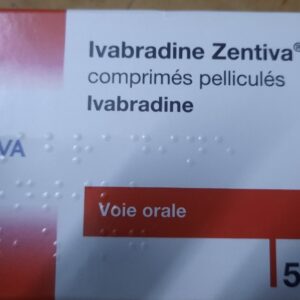 Ivabradine Zentiva®
comprimés pelliculés
Ivabradine
VA
Voie orale
5